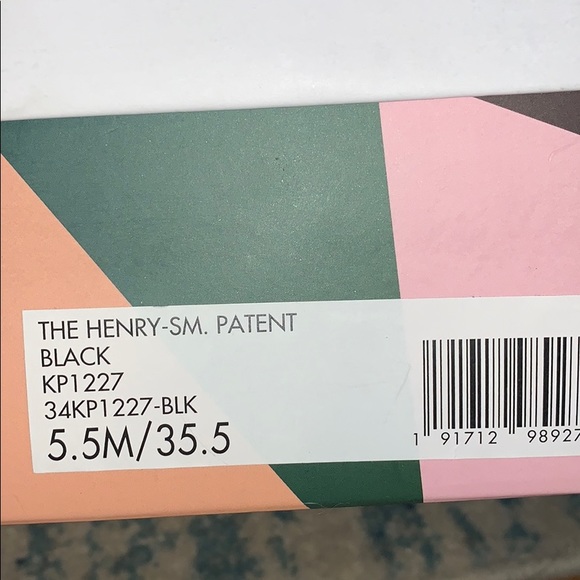 THE HENRY-SM. PATENT
BLACK
KP1227
34KP1227-BLK
5.5M/35.5
1 91712 98927